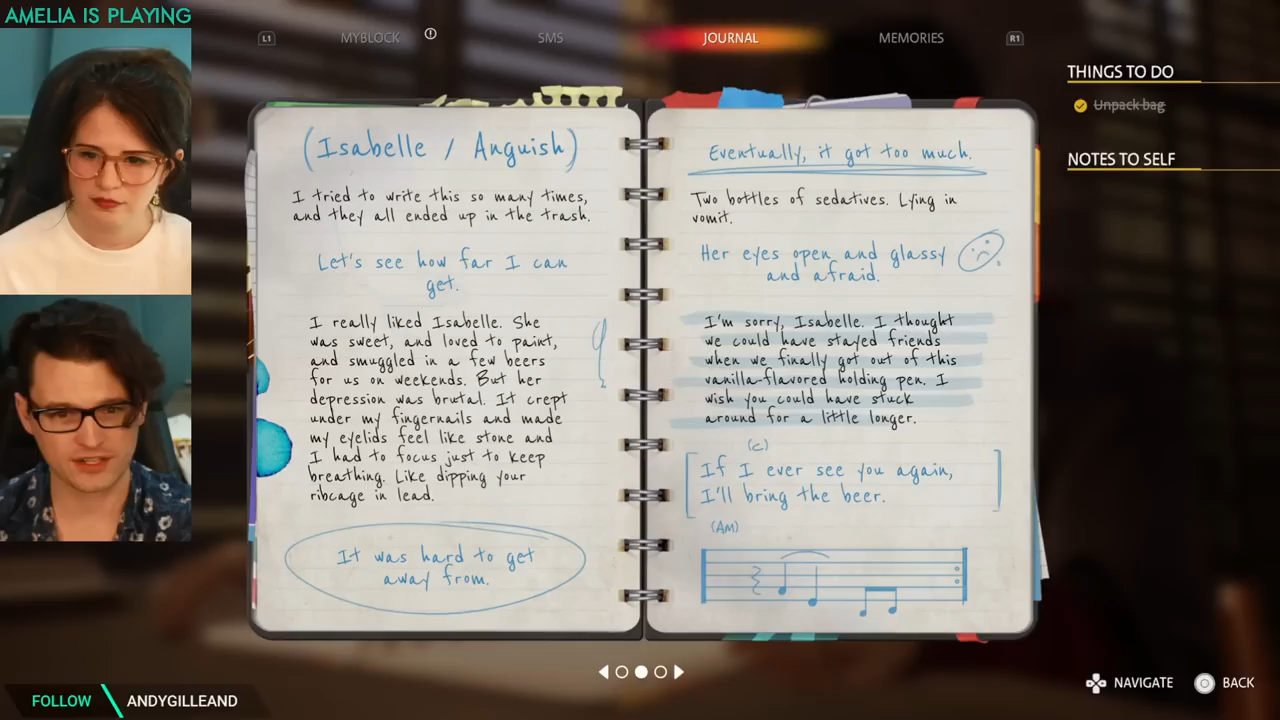 AMELIA IS PLAYING
L1
MYBLOCK
SMS
JOURNAL
MEMORIES
R1
THINGS TO DO
Unpack bag
NOTES TO SELF
(Isabelle / Anguish)
I tried to write this so many times,
and they all ended up in the trash.
Let's see how far I can
get.
I really liked Isabelle. She
was sweet, and loved to paint,
and smuggled in a few beers
for us on weekends. But her
depression was brutal. It crept
under my fingernails and made
my eyelids feel like stone and
I had to focus just to keep
breathing. Like dipping your
ribcage in lead.
It was hard to get
away from.
Eventually, it got too much.
Two bottles of sedatives. Lying in
vomit.
Her eyes open and glassy
and afraid.
I'm sorry, Isabelle. I thought
we could have stayed friends
when we finally got out of this
vanilla-flavored holding pen. I
wish you could have stuck
around for a little longer.
(C)
If I ever see you again,
I'll bring the beer.
(Am)
NAVIGATE
BACK
FOLLOW
ANDYGILLEAND